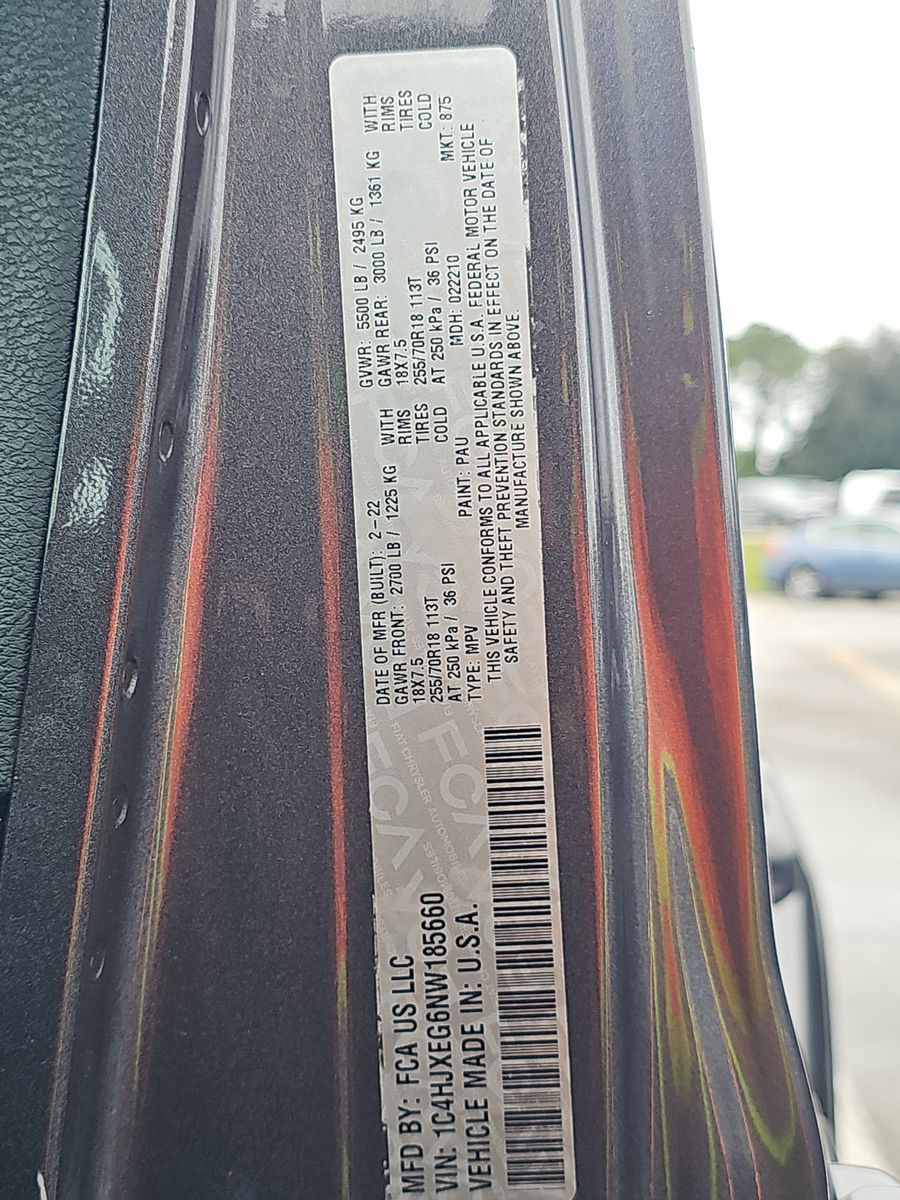 MFD BY: FCA US LLC
VIN: 1C4HJXEG6NW185660
VEHICLE MADE IN: U.S.A.
DATE OF MFR (BUILT): 2-22 GVWR: 5500 LB / 2495 KG
GAWR FRONT: 2700 LB / 1225 KG WITH GAWR REAR: 3000 LB / 1361 KG WITH
18X7.5 RIMS 18X7.5 RIMS
255/70R18 113T TIRES 255/70R18 113T TIRES
AT 250 kPa / 36 PSI COLD AT 250 kPa / 36 PSI COLD
TYPE: MPV PAINT: PAU MDH: 022210 MKT: 875
THIS VEHICLE CONFORMS TO ALL APPLICABLE U.S.A. FEDERAL MOTOR VEHICLE
SAFETY AND THEFT PREVENTION STANDARDS IN EFFECT ON THE DATE OF
MANUFACTURE SHOWN ABOVE.
FCA
FCA